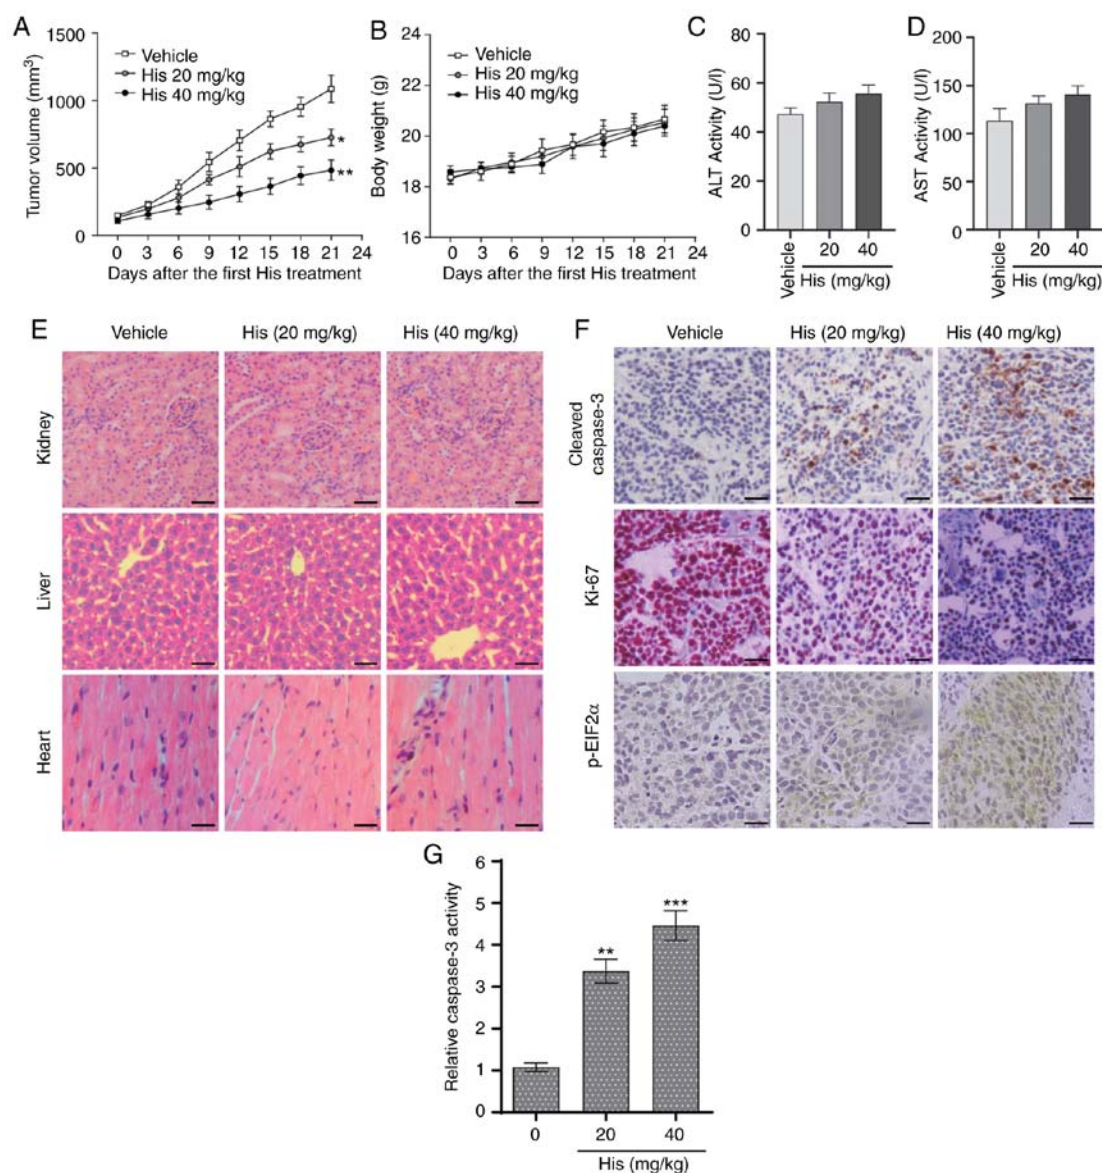 A
Tumor volume (mm³)
1500
1000
500
0
Vehicle
His 20 mg/kg
His 40 mg/kg
*
**
0 3 6 9 12 15 18 21 24
Days after the first His treatment
B
Body weight (g)
24
22
20
18
16
Vehicle
His 20 mg/kg
His 40 mg/kg
0 3 6 9 12 15 18 21 24
Days after the first His treatment
C
ALT Activity (U/l)
80
60
40
20
0
Vehicle
20 40
His (mg/kg)
D
AST Activity (U/l)
200
150
100
50
0
Vehicle
20 40
His (mg/kg)
E
Vehicle His (20 mg/kg) His (40 mg/kg)
Kidney
Liver
Heart
F
Vehicle His (20 mg/kg) His (40 mg/kg)
Cleaved
caspase-3
Ki-67
p-EIF2α
G
Relative caspase-3 activity
6
5
4
3
2
1
0
**
***
0 20 40
His (mg/kg)